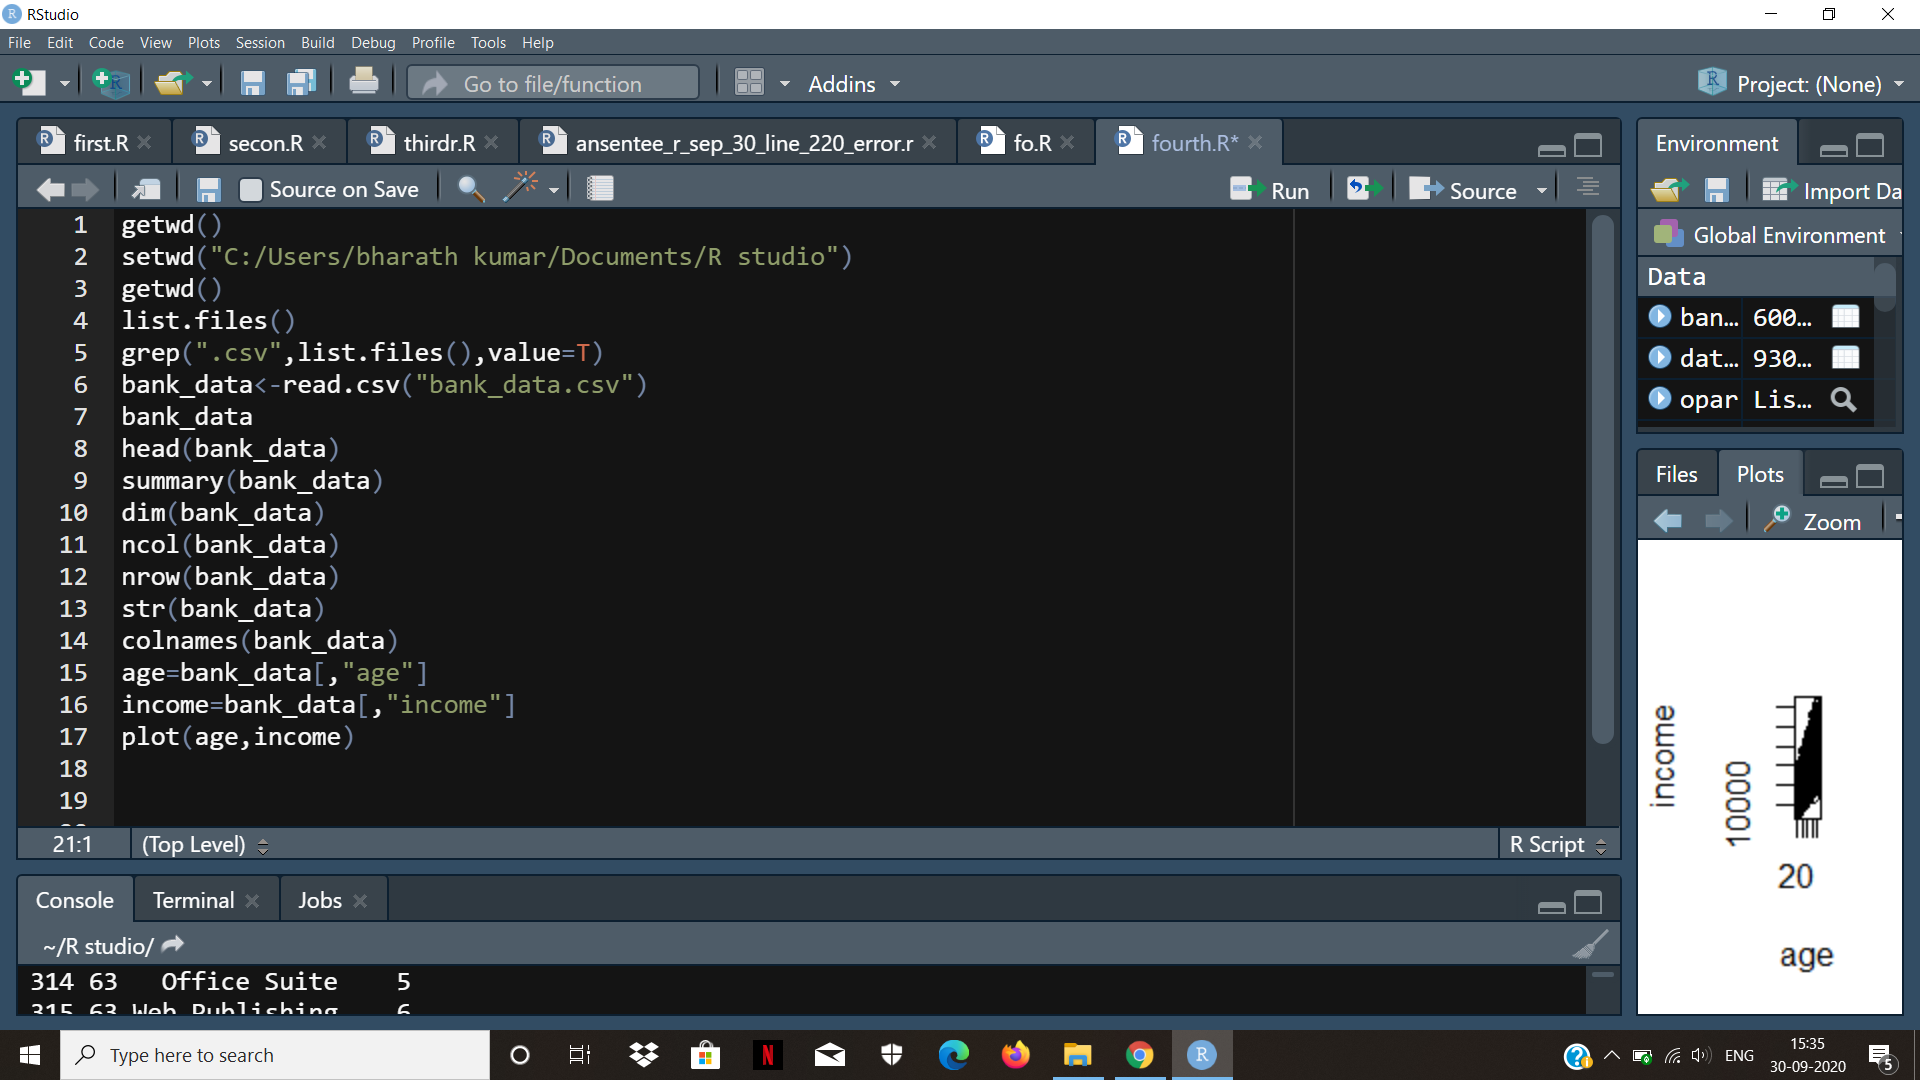 RStudio
File Edit Code View Plots Session Build Debug Profile Tools Help
Go to file/function Addins Project: (None)
first.R secon.R thirdr.R ansentee_r_sep_30_line_220_error.r fo.R fourth.R*
Source on Save Run Source
1 getwd()
2 setwd("C:/Users/bharath kumar/Documents/R studio")
3 getwd()
4 list.files()
5 grep(".csv",list.files(),value=T)
6 bank_data<-read.csv("bank_data.csv")
7 bank_data
8 head(bank_data)
9 summary(bank_data)
10 dim(bank_data)
11 ncol(bank_data)
12 nrow(bank_data)
13 str(bank_data)
14 colnames(bank_data)
15 age=bank_data[,"age"]
16 income=bank_data[,"income"]
17 plot(age,income)
18
19
21:1 (Top Level) R Script
Console Terminal Jobs
~/R studio/
314 63 Office Suite 5
315 63 Web Publishing 6
Environment
Import Da
Global Environment
Data
ban... 600...
dat... 930...
opar Lis...
Files Plots
Zoom
income
10000
20
age
Type here to search
ENG
15:35
30-09-2020
5